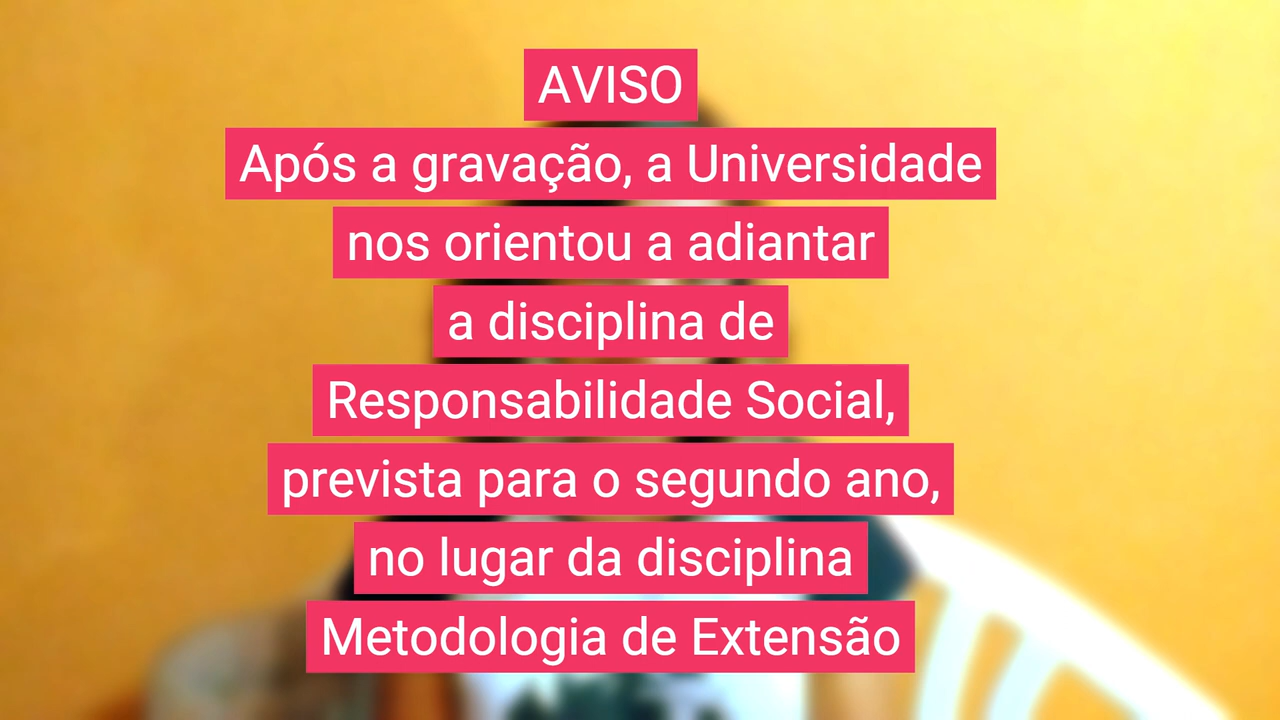 AVISO
Após a gravação, a Universidade
nos orientou a adiantar
a disciplina de
Responsabilidade Social,
prevista para o segundo ano,
no lugar da disciplina
Metodologia de Extensão